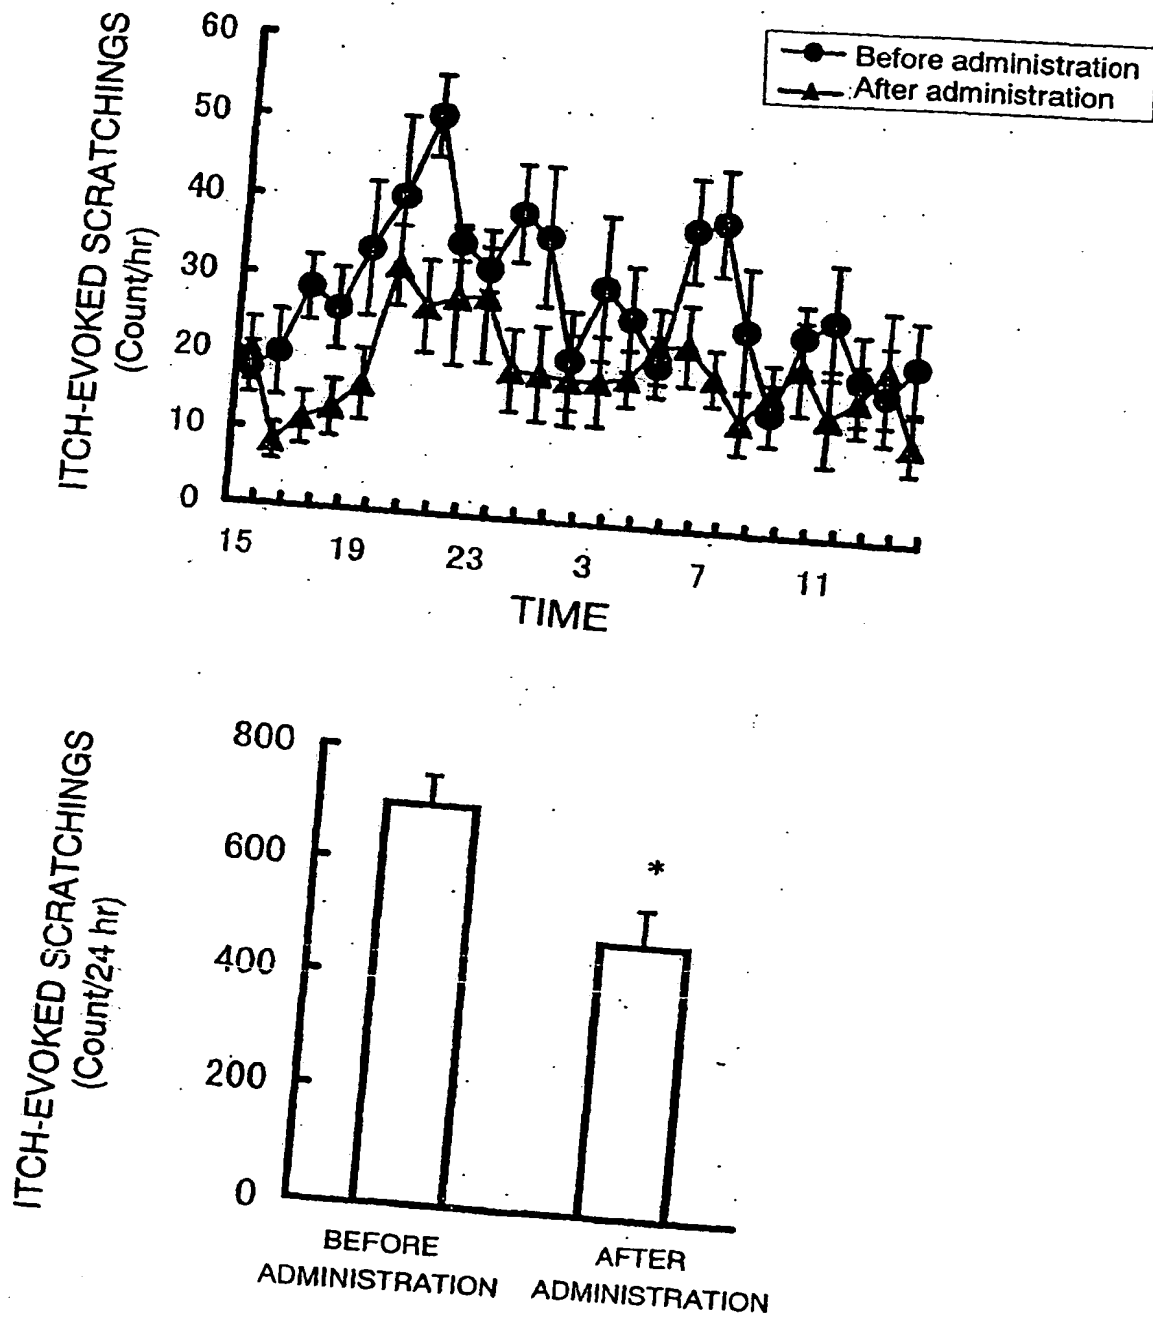 ITCH-EVOKED SCRATCHINGS
(Count/hr)
60
50
40
30
20
10
0
Before administration
After administration
15 19 23 3 7 11
TIME
ITCH-EVOKED SCRATCHINGS
(Count/24 hr)
800
600
400
200
0
*
BEFORE
ADMINISTRATION
AFTER
ADMINISTRATION